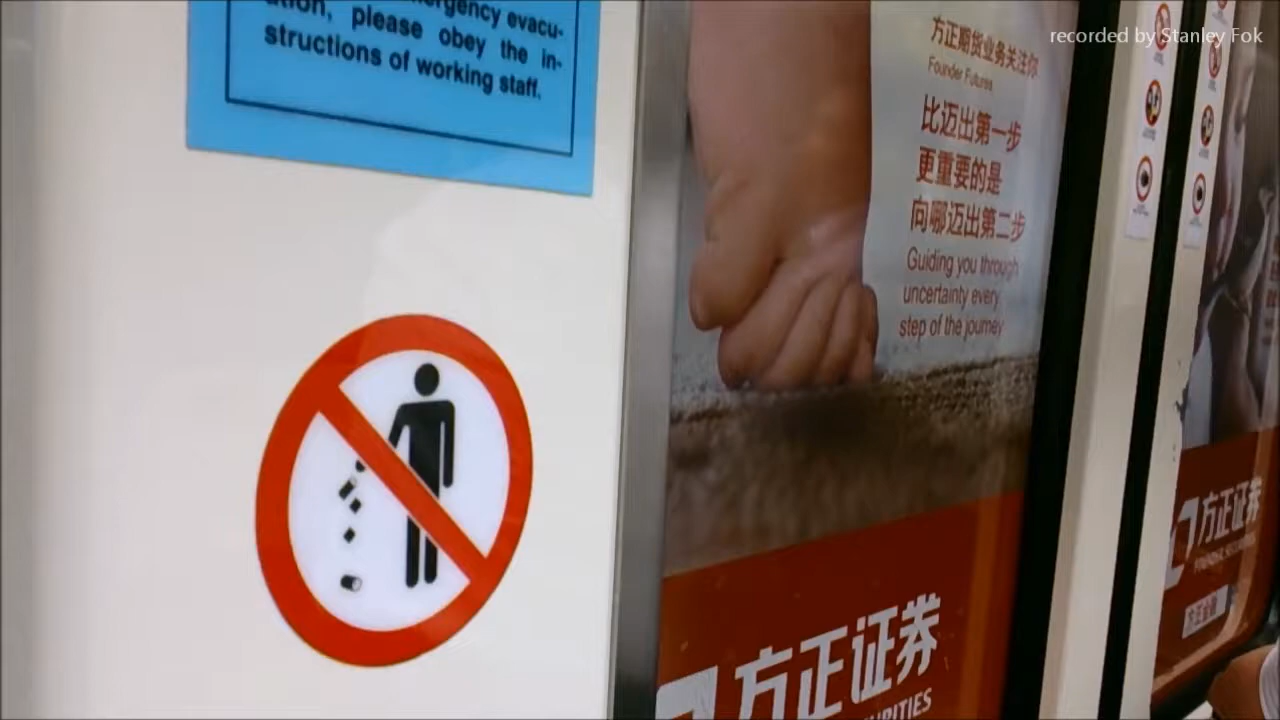 recorded by Stanley Fok
emergency evacu-
ation, please obey the in-
structions of working staff.
方正期货业务关注你
Founder Futures
比迈出第一步
更重要的是
向哪迈出第二步
Guiding you through
uncertainty every
step of the journey
方正证券
方正证券